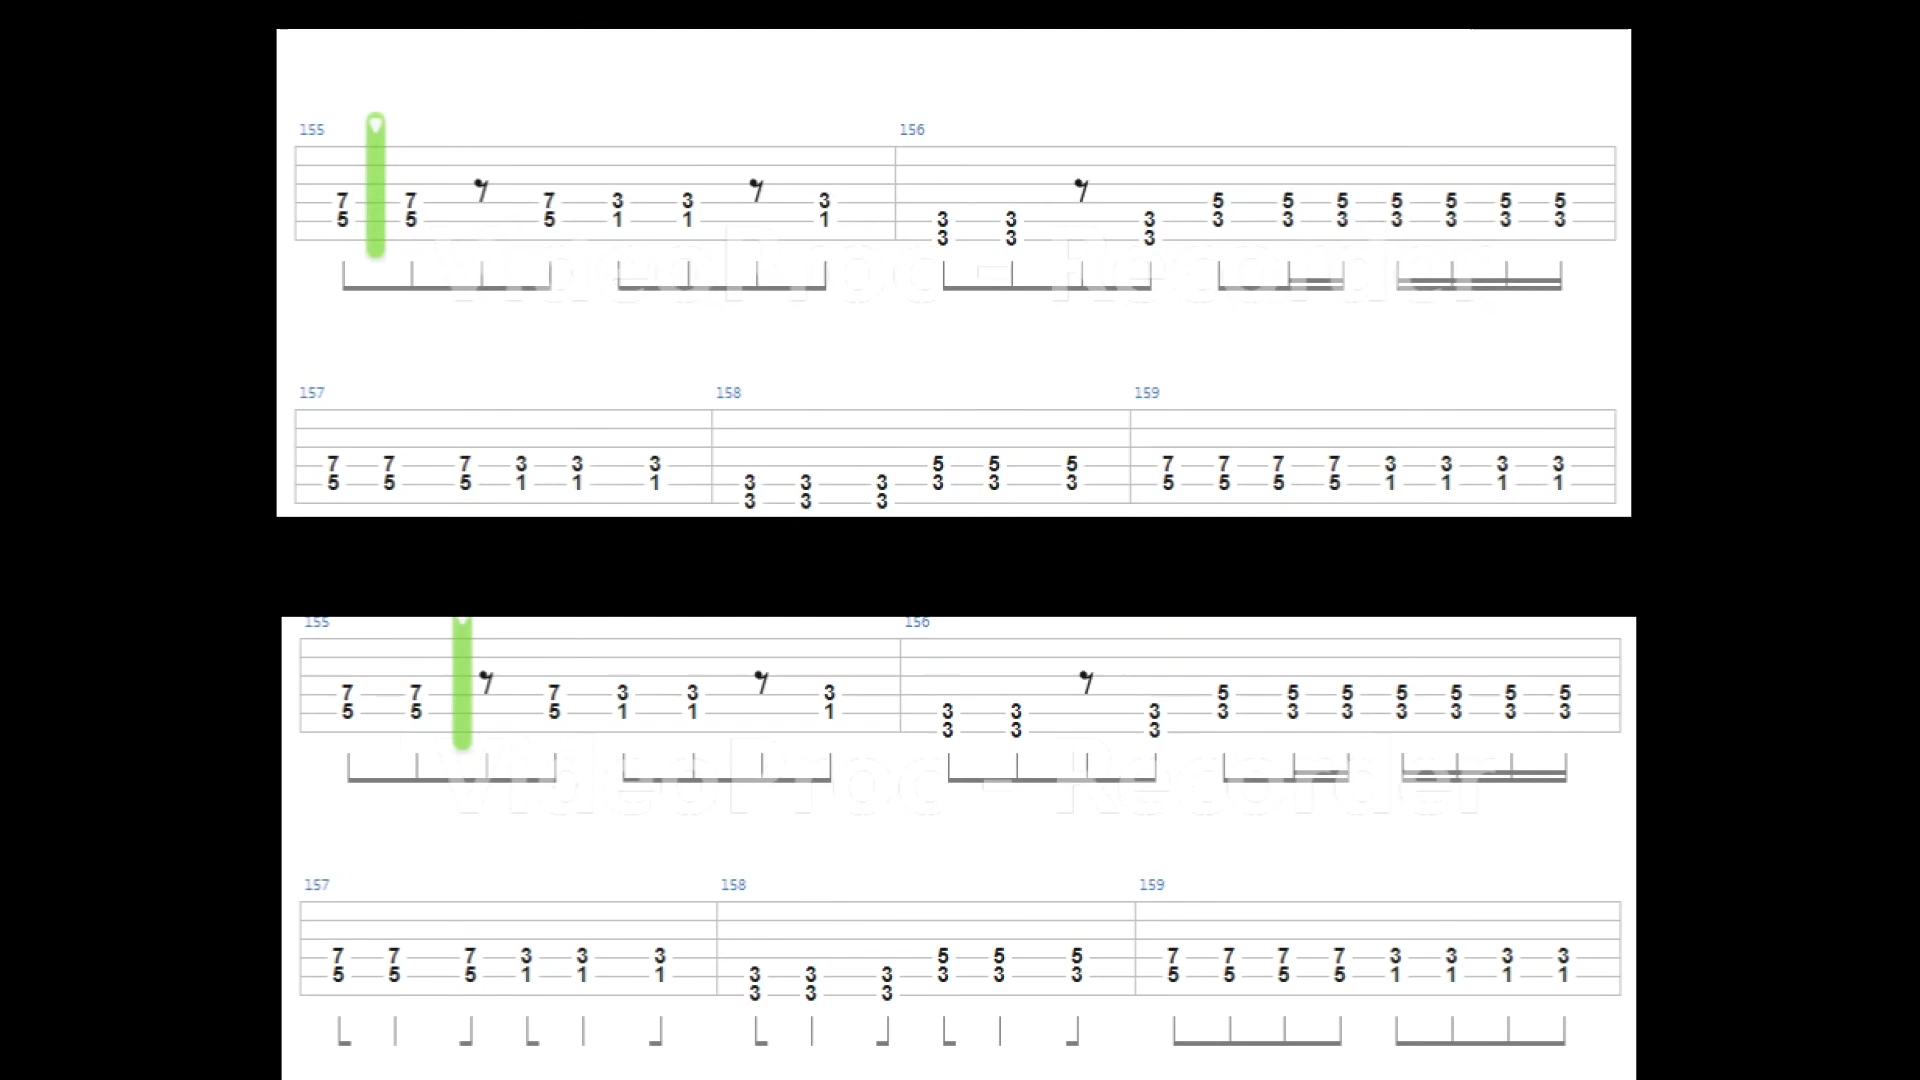 155 156
7 7 7 3 3 3 5 5 5 5 5 5 5
5 5 5 1 1 1 3 3 3 3 3 3 3 3 3 3
3 3 3
VideoProc - Recorder
157 158 159
7 7 7 3 3 3 5 5 5 7 7 7 7 3 3 3 3
5 5 5 1 1 1 3 3 3 3 3 3 5 5 5 5 1 1 1 1
3 3 3
155 156
7 7 7 3 3 3 5 5 5 5 5 5 5
5 5 5 1 1 1 3 3 3 3 3 3 3 3 3 3
3 3 3
VideoProc - Recorder
157 158 159
7 7 7 3 3 3 5 5 5 7 7 7 7 3 3 3 3
5 5 5 1 1 1 3 3 3 3 3 3 5 5 5 5 1 1 1 1
3 3 3